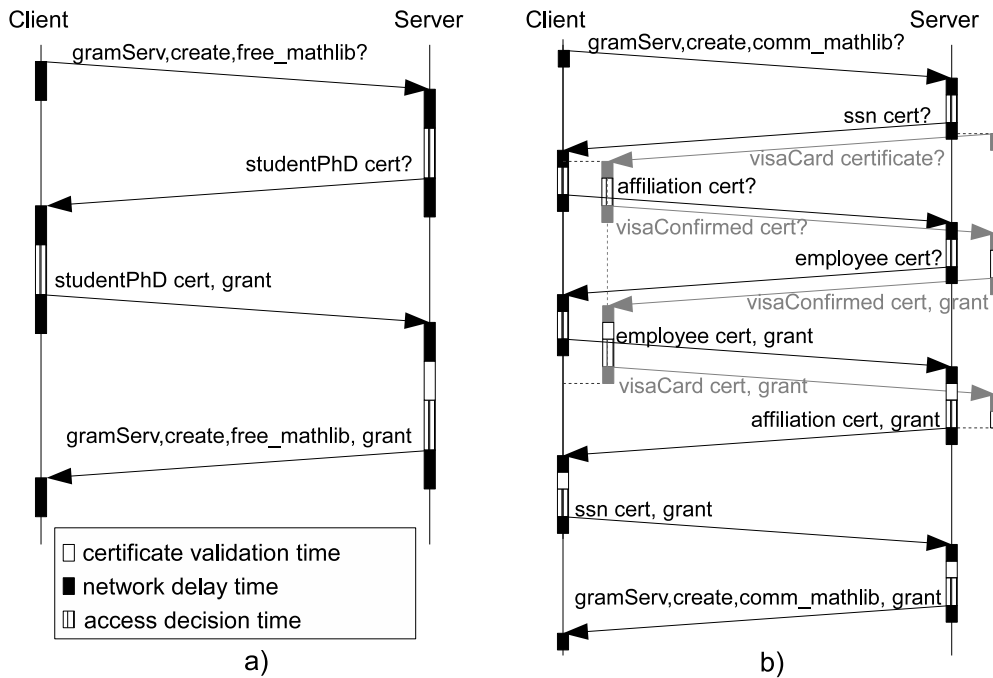 Client
Server
gramServ,create,free_mathlib?
studentPhD cert?
studentPhD cert, grant
gramServ,create,free_mathlib, grant
certificate validation time
network delay time
access decision time
a)
Client
Server
gramServ,create,comm_mathlib?
ssn cert?
visaCard certificate?
affiliation cert?
visaConfirmed cert?
employee cert?
visaConfirmed cert, grant
employee cert, grant
visaCard cert, grant
affiliation cert, grant
ssn cert, grant
gramServ,create,comm_mathlib, grant
b)